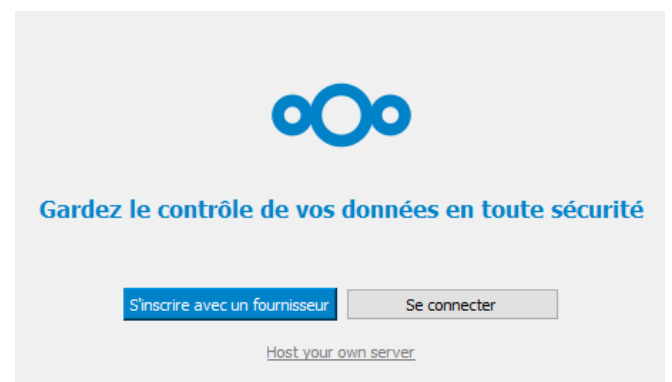 Gardez le contrôle de vos données en toute sécurité
S'inscrire avec un fournisseur
Se connecter
Host your own server